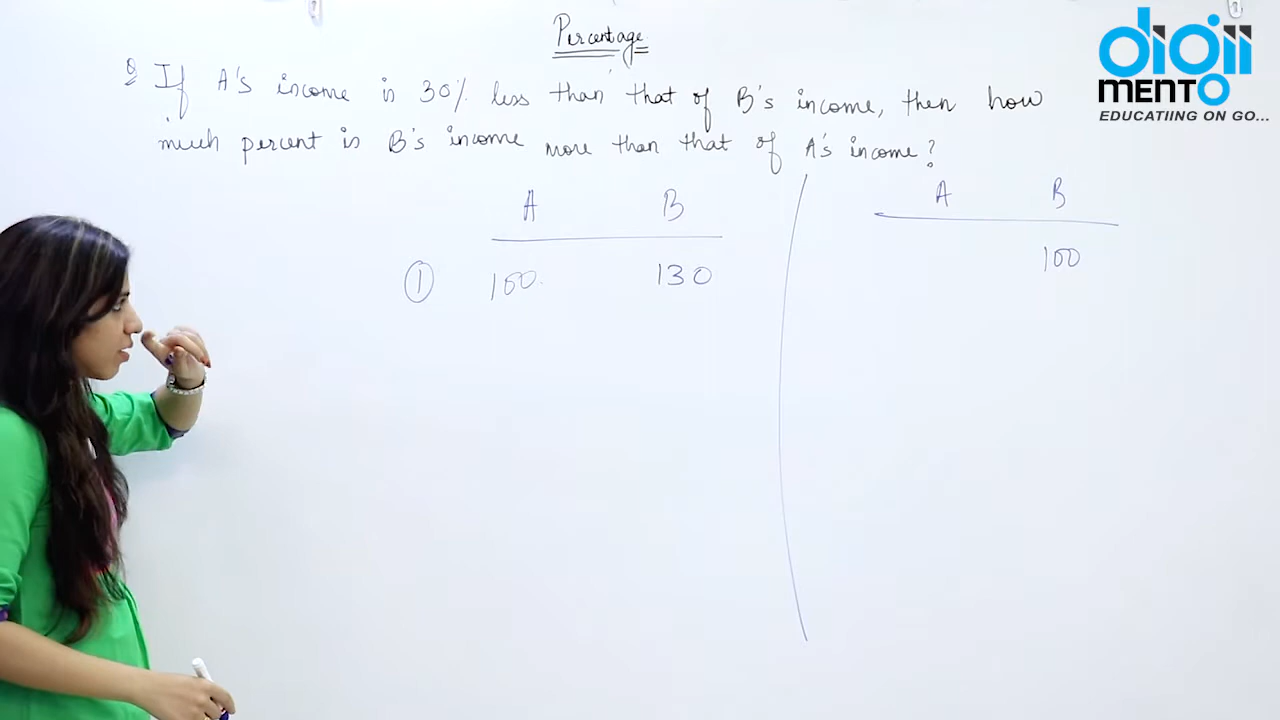 Percentage
Q If A's income is 30% less than that of B's income, then how
much percent is B's income more than that of A's income?
A B
① 100. 130
A B
100
diGii
MENTO
EDUCATIING ON GO...